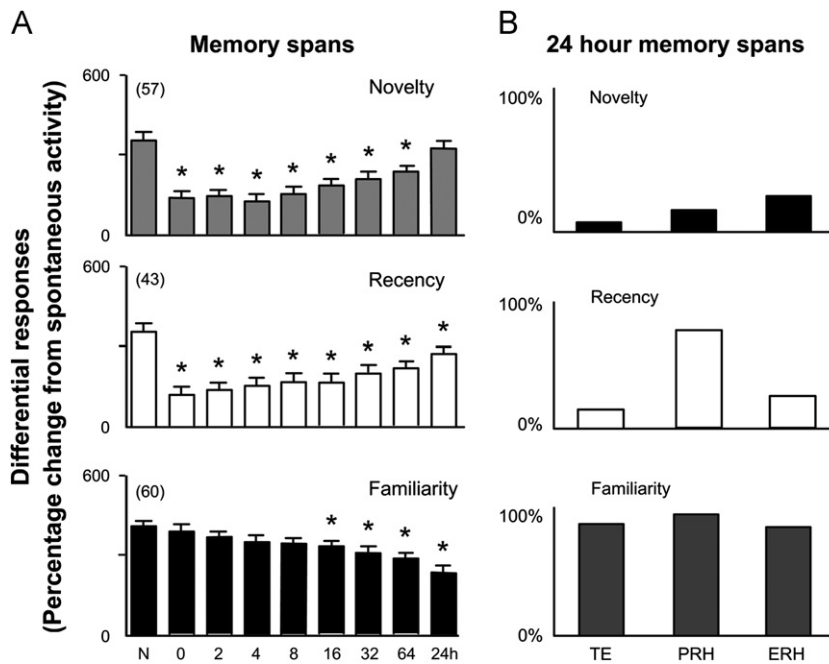 A
Memory spans
Differential responses
(Percentage change from spontaneous activity)
600
(57)
Novelty
* * * * * * *
0
600
(43)
Recency
* * * * * * * *
0
600
(60)
Familiarity
* * * *
0
N 0 2 4 8 16 32 64 24h
B
24 hour memory spans
100%
Novelty
0%
100%
Recency
0%
100%
Familiarity
0%
TE PRH ERH